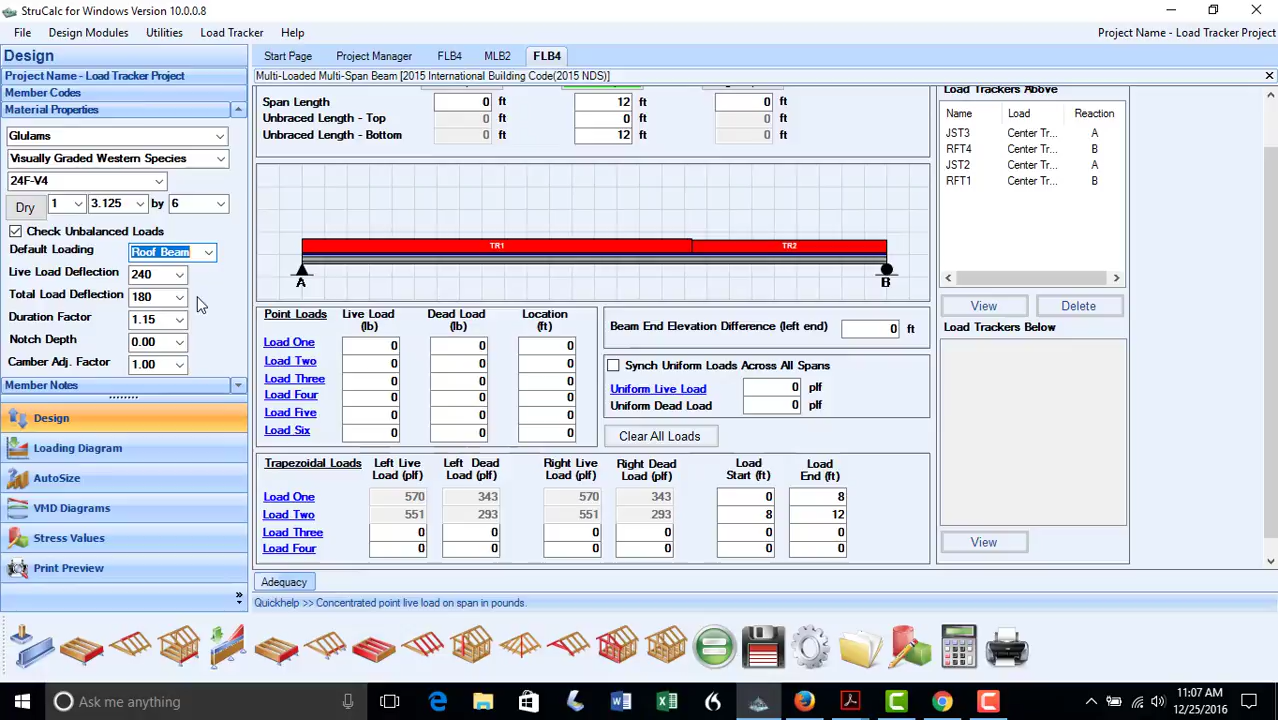 StruCalc for Windows Version 10.0.0.8
File Design Modules Utilities Load Tracker Help
Project Name - Load Tracker Project
Design
Project Name - Load Tracker Project
Member Codes
Material Properties
Glulams
Visually Graded Western Species
24F-V4
Dry 1 3.125 by 6
Check Unbalanced Loads
Default Loading Roof Beam
Live Load Deflection 240
Total Load Deflection 180
Duration Factor 1.15
Notch Depth 0.00
Camber Adj. Factor 1.00
Member Notes
Design
Loading Diagram
AutoSize
VMD Diagrams
Stress Values
Print Preview
Start Page Project Manager FLB4 MLB2 FLB4
Multi-Loaded Multi-Span Beam [2015 International Building Code(2015 NDS)]
Span Length 0 ft 12 ft 0 ft
Unbraced Length - Top 0 ft 0 ft 0 ft
Unbraced Length - Bottom 0 ft 12 ft 0 ft
TR1 TR2
A B
Point Loads Live Load (lb) Dead Load (lb) Location (ft)
Load One 0 0 0
Load Two 0 0 0
Load Three 0 0 0
Load Four 0 0 0
Load Five 0 0 0
Load Six 0 0 0
Beam End Elevation Difference (left end) 0 ft
Synch Uniform Loads Across All Spans
Uniform Live Load 0 plf
Uniform Dead Load 0 plf
Clear All Loads
Trapezoidal Loads Left Live Load (plf) Left Dead Load (plf) Right Live Load (plf) Right Dead Load (plf) Load Start (ft) Load End (ft)
Load One 570 343 570 343 0 8
Load Two 551 293 551 293 8 12
Load Three 0 0 0 0 0 0
Load Four 0 0 0 0 0 0
Load Trackers Above
Name Load Reaction
JST3 Center Tr... A
RFT4 Center Tr... B
JST2 Center Tr... A
RFT1 Center Tr... B
View Delete
Load Trackers Below
View
Adequacy
Quickhelp >> Concentrated point live load on span in pounds.
Ask me anything
11:07 AM
12/25/2016